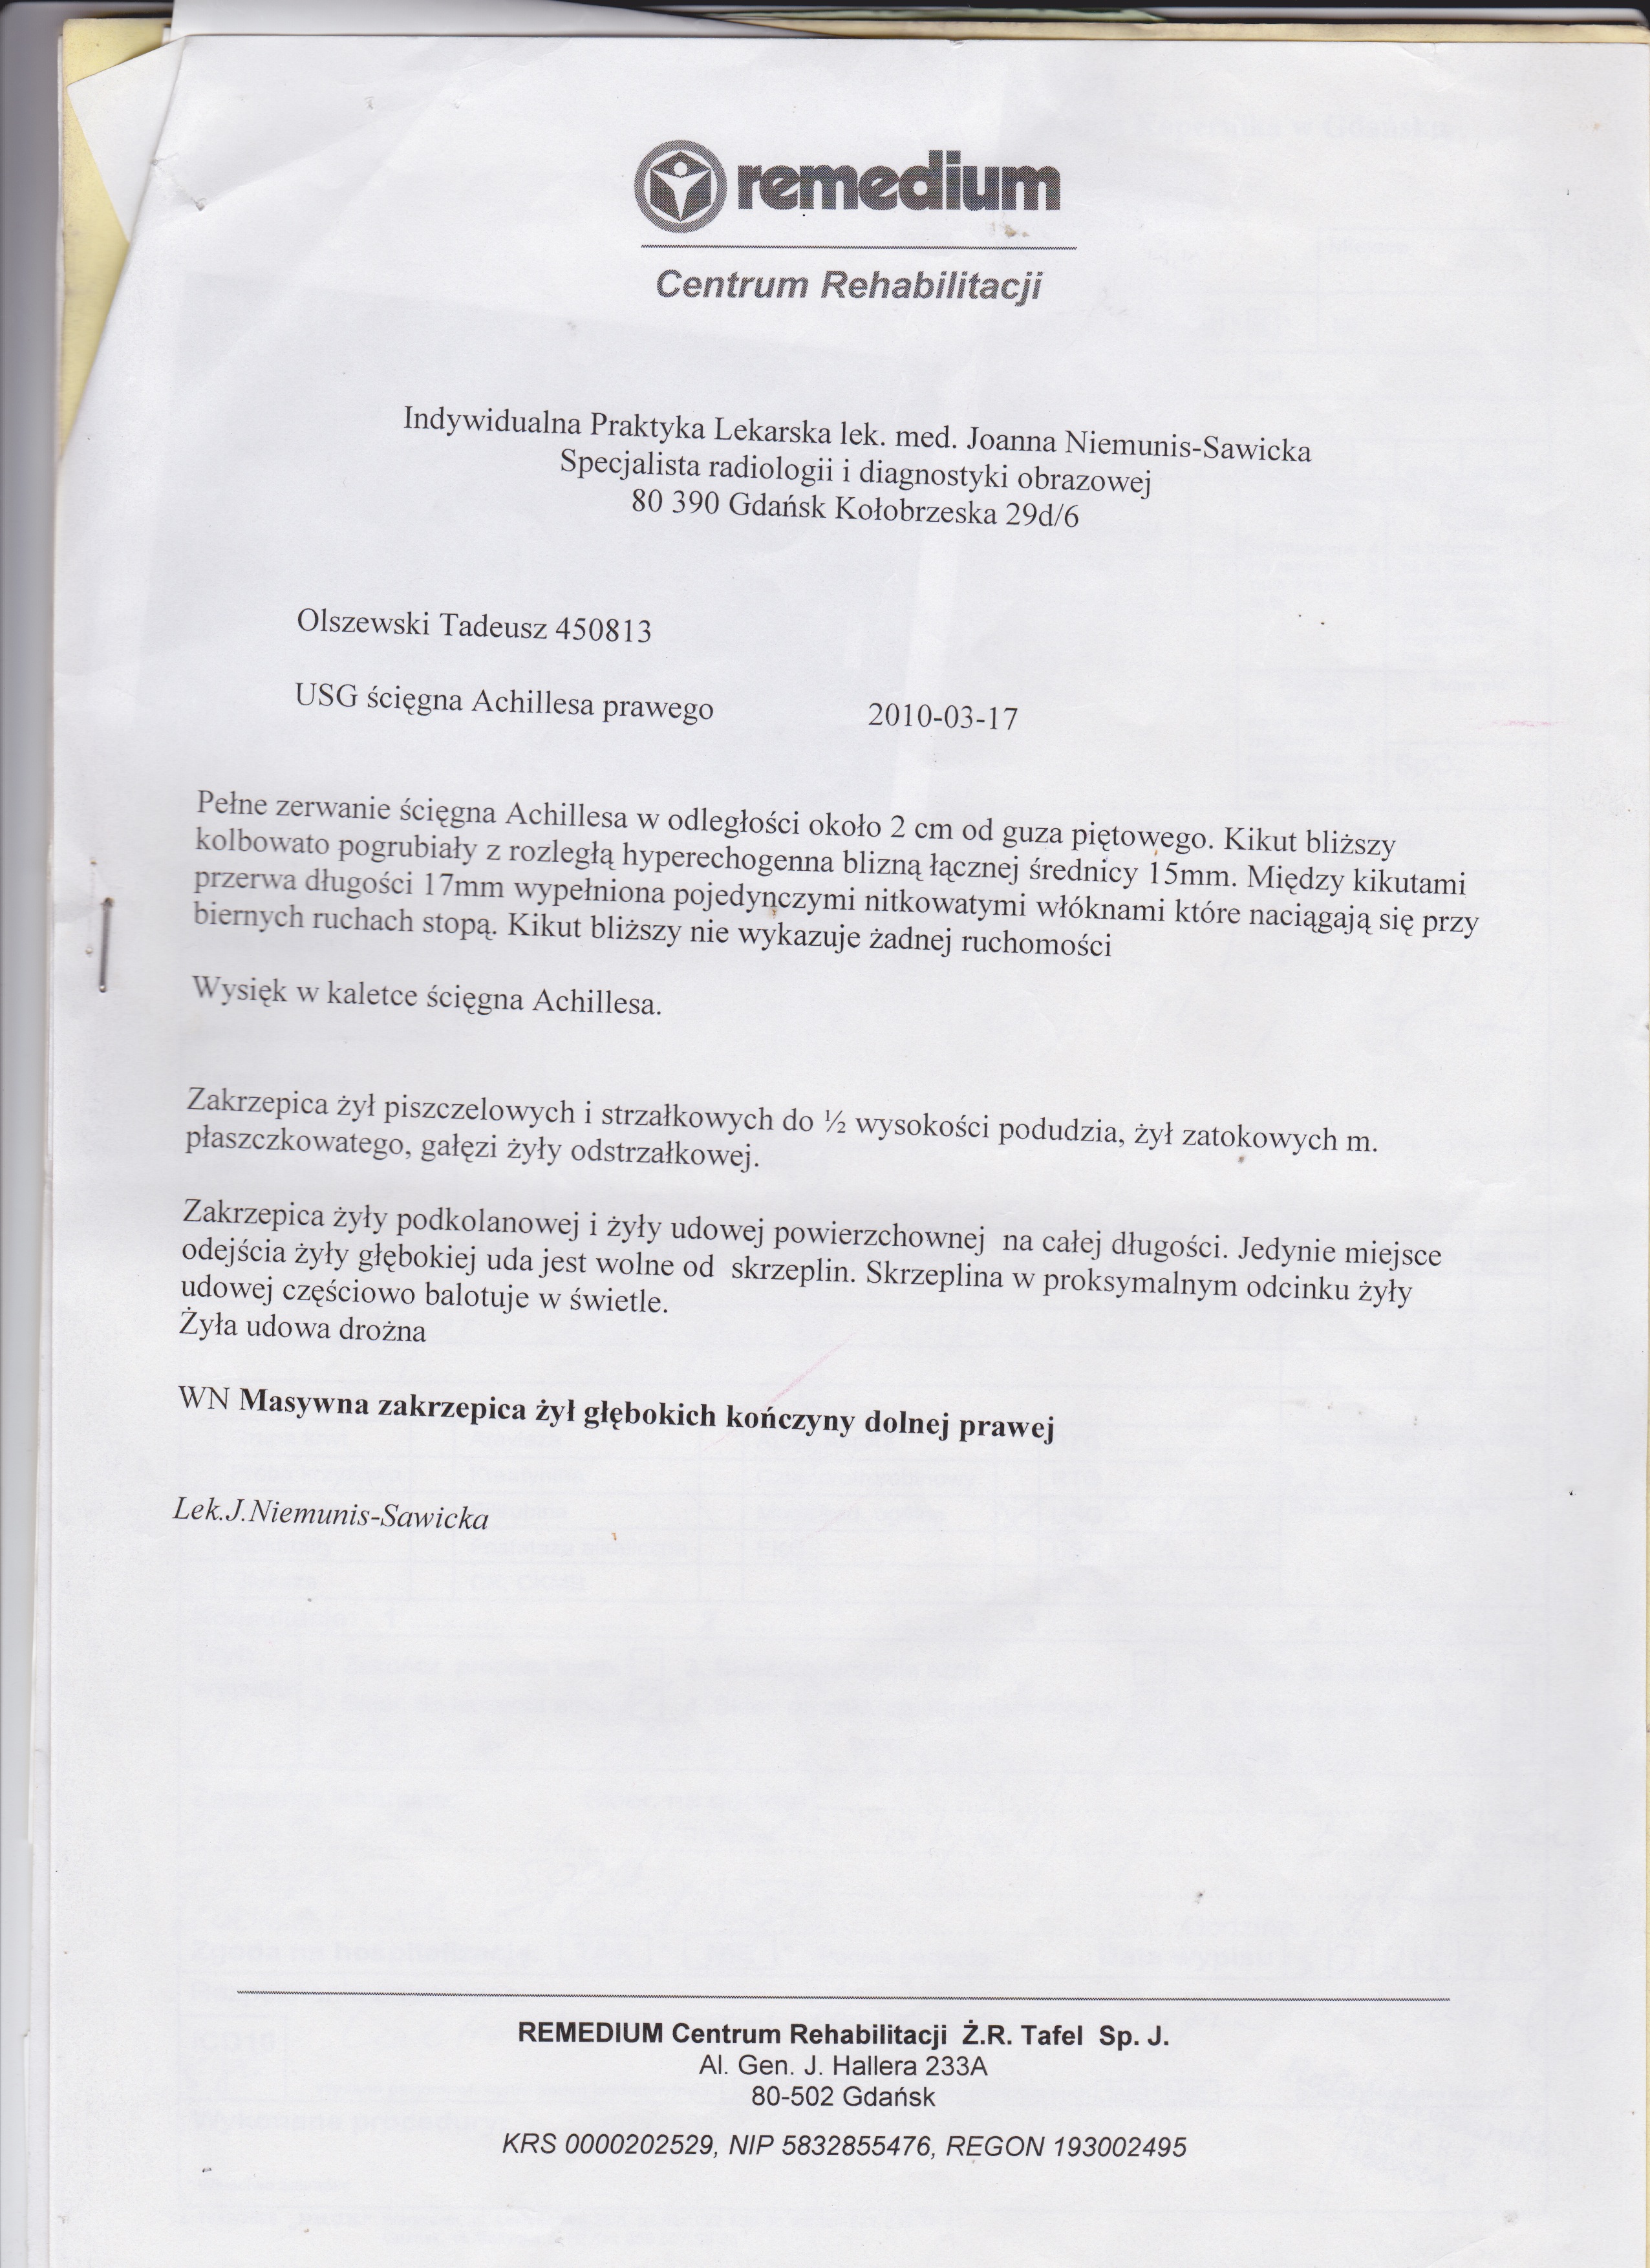 remedium
Centrum Rehabilitacji
Indywidualna Praktyka Lekarska lek. med. Joanna Niemunis-Sawicka
Specjalista radiologii i diagnostyki obrazowej
80 390 Gdańsk Kołobrzeska 29d/6
Olszewski Tadeusz 450813
USG ścięgna Achillesa prawego 2010-03-17
Pełne zerwanie ścięgna Achillesa w odległości około 2 cm od guza piętowego. Kikut bliższy
kolbowato pogrubiały z rozległą hyperechogenna blizną łącznej średnicy 15mm. Między kikutami
przerwa długości 17mm wypełniona pojedynczymi nitkowatymi włóknami które naciągają się przy
biernych ruchach stopą. Kikut bliższy nie wykazuje żadnej ruchomości
Wysięk w kaletce ścięgna Achillesa.
Zakrzepica żył piszczelowych i strzałkowych do ½ wysokości podudzia, żył zatokowych m.
płaszczkowatego, gałęzi żyły odstrzałkowej.
Zakrzepica żyły podkolanowej i żyły udowej powierzchownej na całej długości. Jedynie miejsce
odejścia żyły głębokiej uda jest wolne od skrzeplin. Skrzeplina w proksymalnym odcinku żyły
udowej częściowo balotuje w świetle.
Żyła udowa drożna
WN Masywna zakrzepica żył głębokich kończyny dolnej prawej
Lek.J.Niemunis-Sawicka
REMEDIUM Centrum Rehabilitacji Ż.R. Tafel Sp. J.
Al. Gen. J. Hallera 233A
80-502 Gdańsk
KRS 0000202529, NIP 5832855476, REGON 193002495